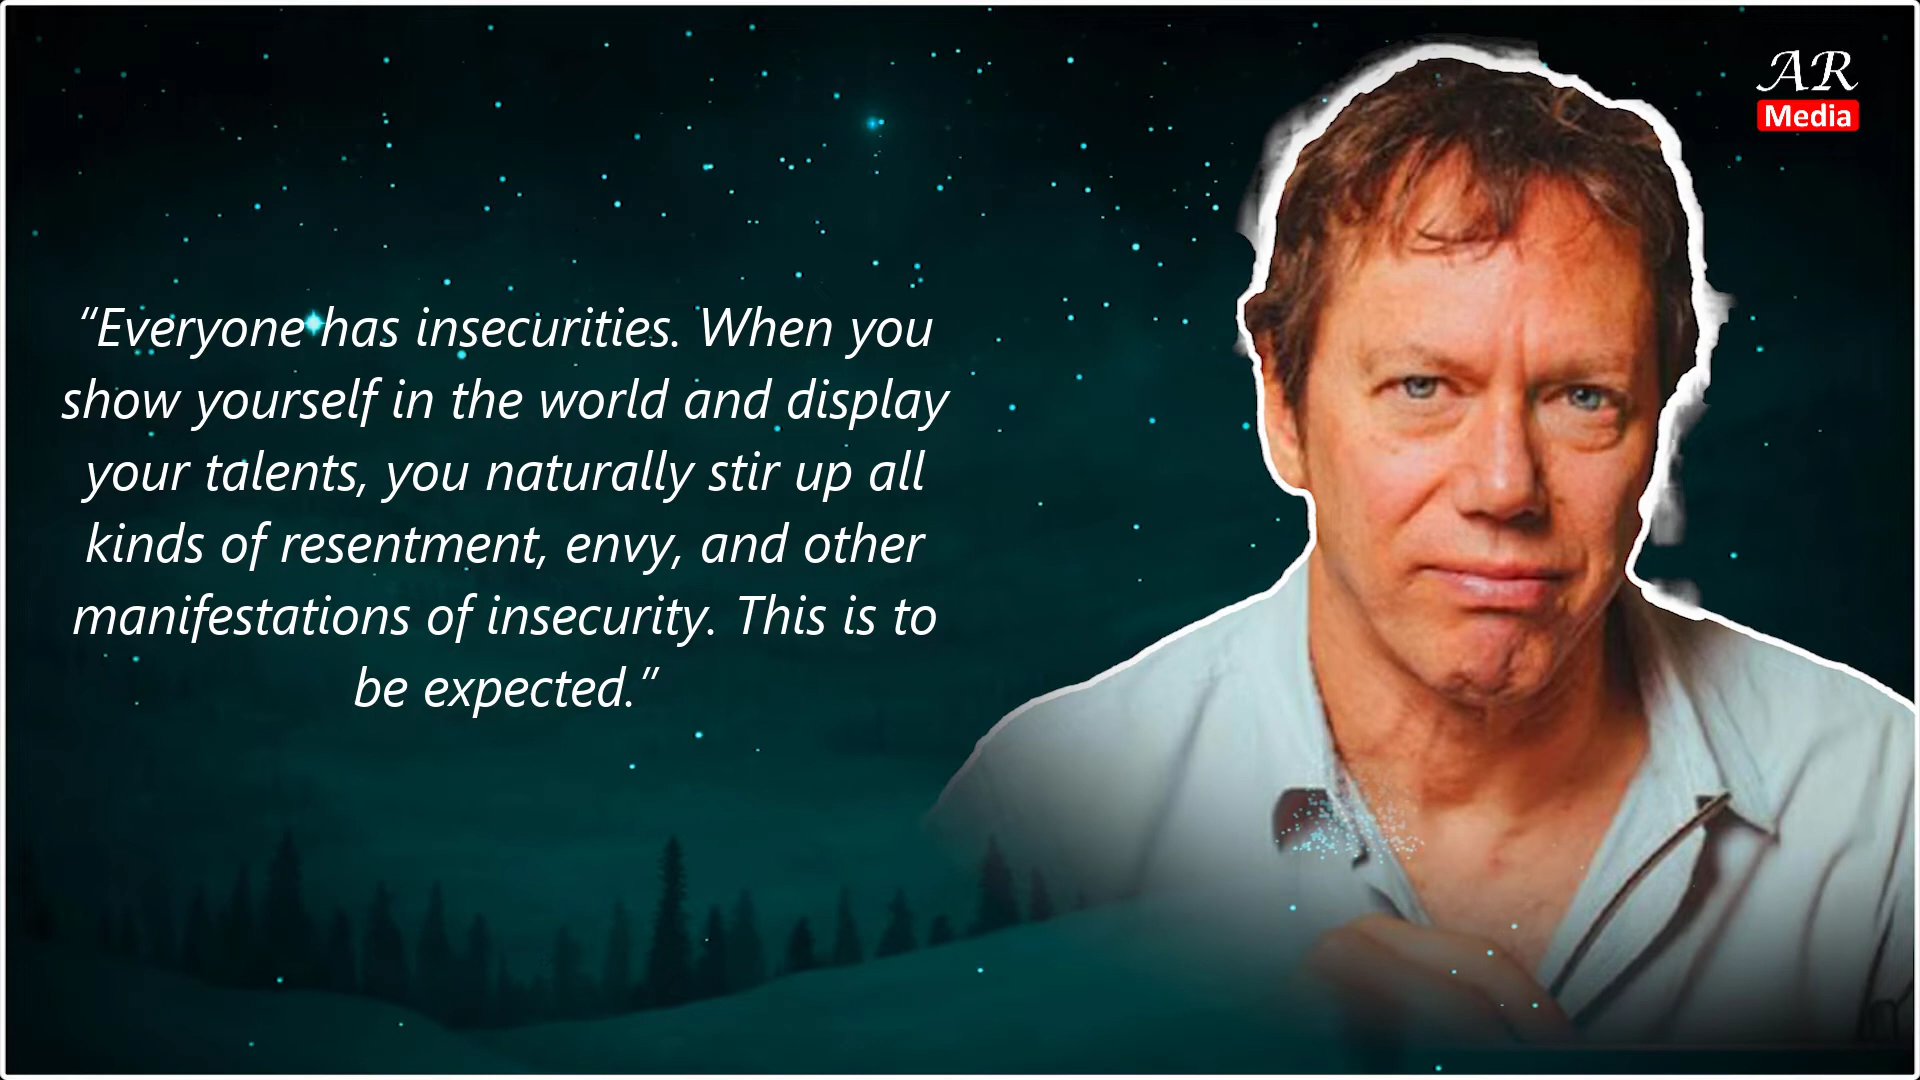 “Everyone has insecurities. When you
show yourself in the world and display
your talents, you naturally stir up all
kinds of resentment, envy, and other
manifestations of insecurity. This is to
be expected.”
AR
Media